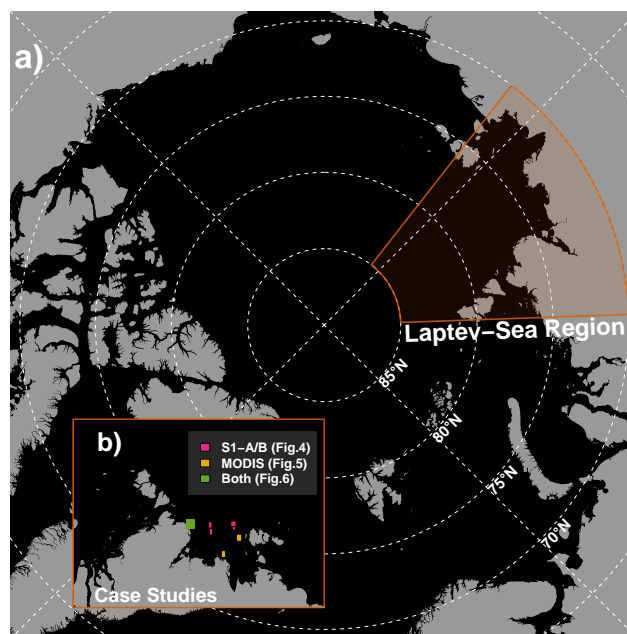 a)
Laptev–Sea Region
85°N
80°N
75°N
70°N
b)
S1–A/B (Fig.4)
MODIS (Fig.5)
Both (Fig.6)
Case Studies